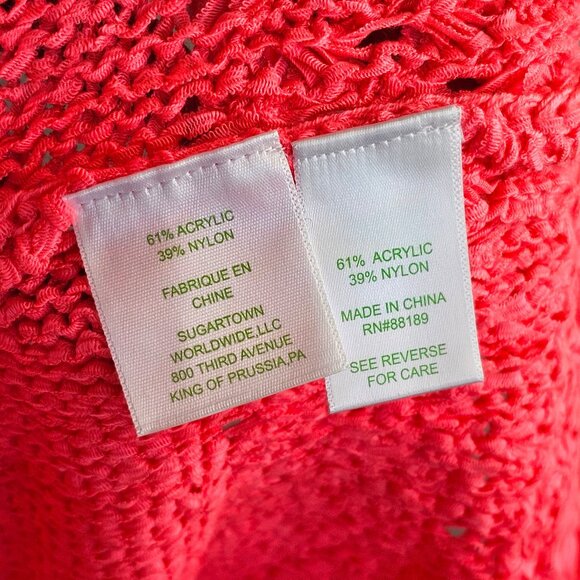 61% ACRYLIC
39% NYLON
FABRIQUE EN
CHINE
SUGARTOWN
WORLDWIDE,LLC
800 THIRD AVENUE
KING OF PRUSSIA,PA
61% ACRYLIC
39% NYLON
MADE IN CHINA
RN#88189
SEE REVERSE
FOR CARE